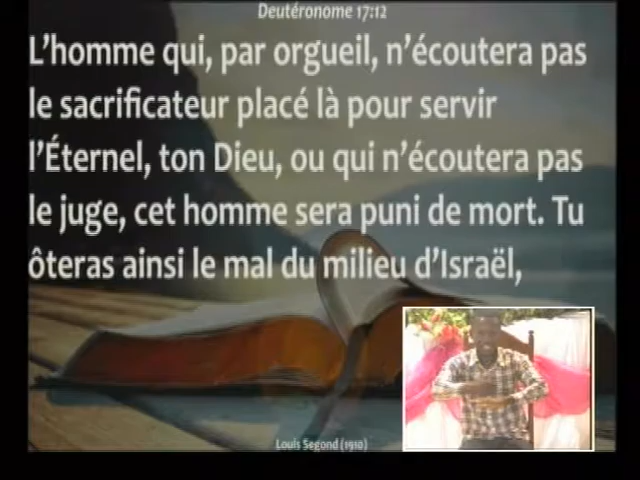 Deutéronome 17:12
L'homme qui, par orgueil, n'écoutera pas
le sacrificateur placé là pour servir
l'Éternel, ton Dieu, ou qui n'écoutera pas
le juge, cet homme sera puni de mort. Tu
ôteras ainsi le mal du milieu d'Israël,
Louis Segond (1910)